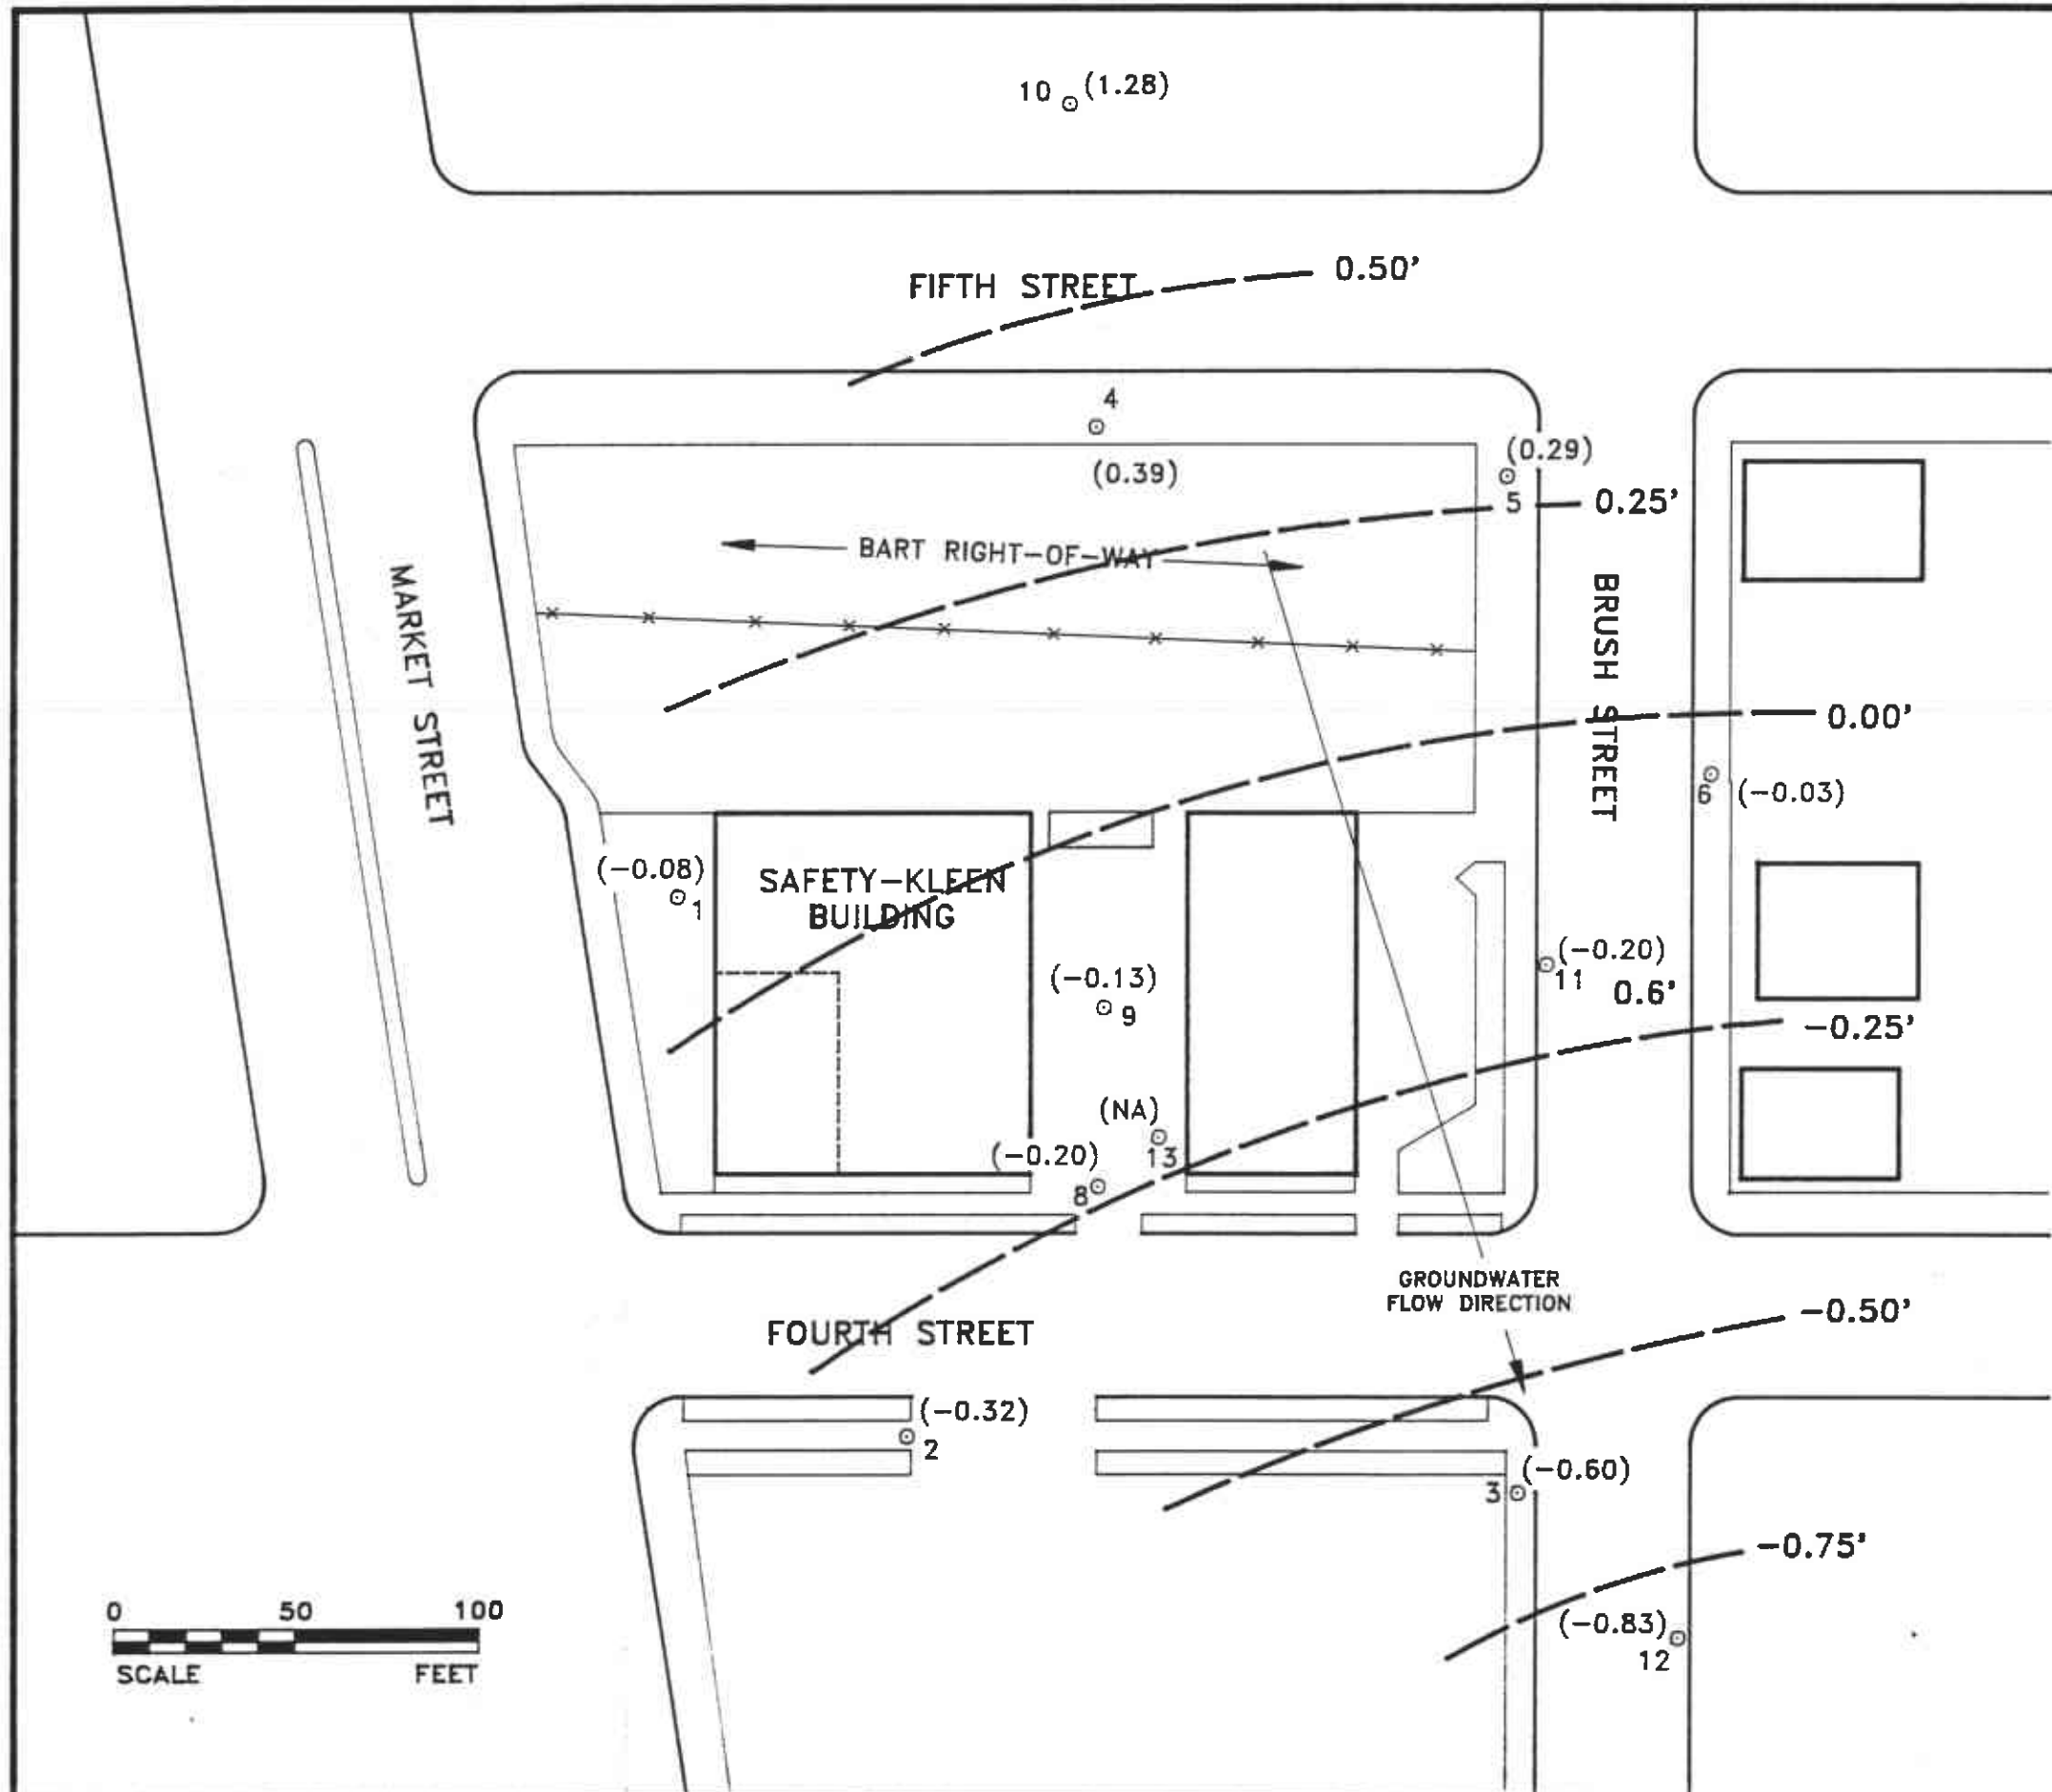 10 (1.28)
FIFTH STREET
0.50'
4
(0.39)
(0.29)
5
0.25'
BART RIGHT-OF-WAY
MARKET STREET
BRUSH STREET
0.00'
6 (-0.03)
(-0.08)
1
SAFETY-KLEEN
BUILDING
(-0.13)
9
(-0.20)
11
0.6'
-0.25'
(NA)
13
(-0.20)
8
GROUNDWATER
FLOW DIRECTION
-0.50'
FOURTH STREET
(-0.32)
2
(-0.60)
3
-0.75'
(-0.83)
12
0 50 100
SCALE FEET